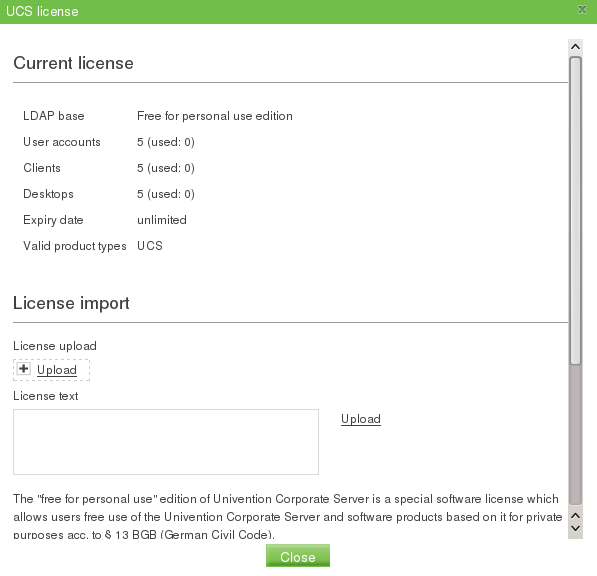 UCS license
Current license
LDAP base Free for personal use edition
User accounts 5 (used: 0)
Clients 5 (used: 0)
Desktops 5 (used: 0)
Expiry date unlimited
Valid product types UCS
License import
License upload
Upload
License text
Upload
The "free for personal use" edition of Univention Corporate Server is a special software license which
allows users free use of the Univention Corporate Server and software products based on it for private
purposes acc. to § 13 BGB (German Civil Code).
Close